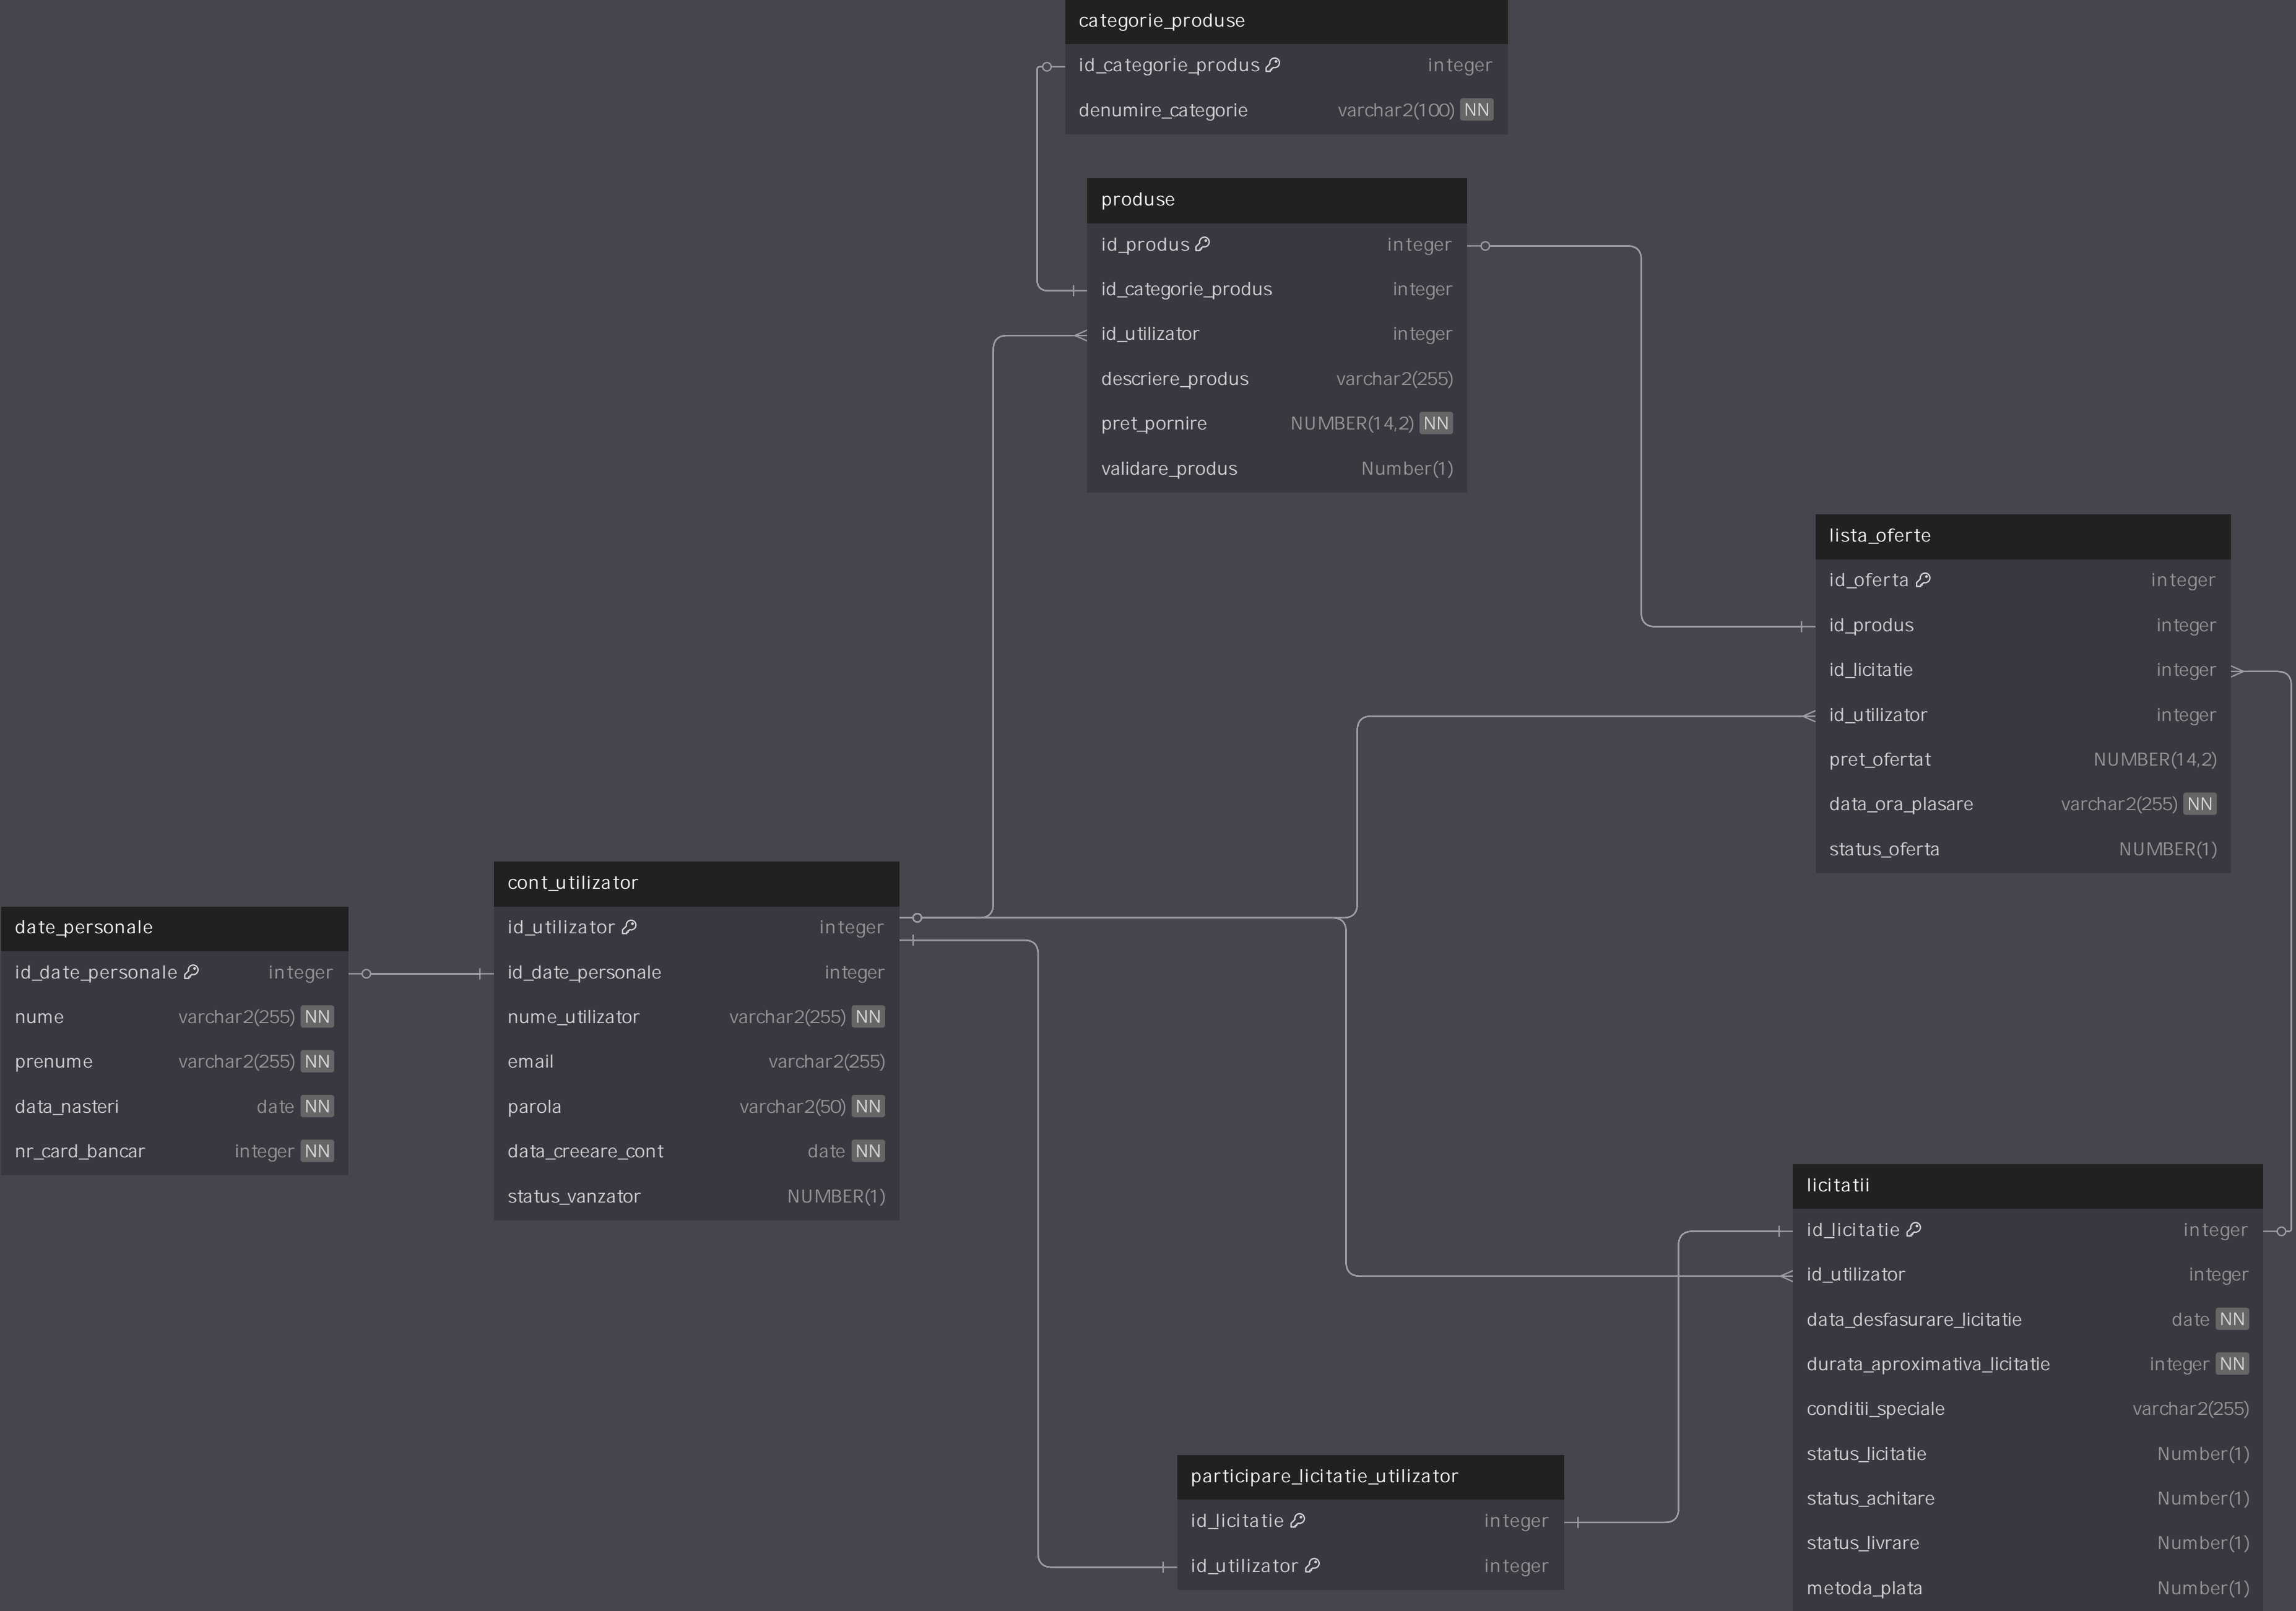 categorie_produse
id_categorie_produs integer
denumire_categorie varchar2(100) NN
produse
id_produs integer
id_categorie_produs integer
id_utilizator integer
descriere_produs varchar2(255)
pret_pornire NUMBER(14,2) NN
validare_produs Number(1)
lista_oferte
id_oferta integer
id_produs integer
id_licitatie integer
id_utilizator integer
pret_ofertat NUMBER(14,2)
data_ora_plasare varchar2(255) NN
status_oferta NUMBER(1)
cont_utilizator
id_utilizator integer
id_date_personale integer
nume_utilizator varchar2(255) NN
email varchar2(255)
parola varchar2(50) NN
data_creeare_cont date NN
status_vanzator NUMBER(1)
date_personale
id_date_personale integer
nume varchar2(255) NN
prenume varchar2(255) NN
data_nasteri date NN
nr_card_bancar integer NN
licitatii
id_licitatie integer
id_utilizator integer
data_desfasurare_licitatie date NN
durata_aproximativa_licitatie integer NN
conditii_speciale varchar2(255)
status_licitatie Number(1)
status_achitare Number(1)
status_livrare Number(1)
metoda_plata Number(1)
participare_licitatie_utilizator
id_licitatie integer
id_utilizator integer